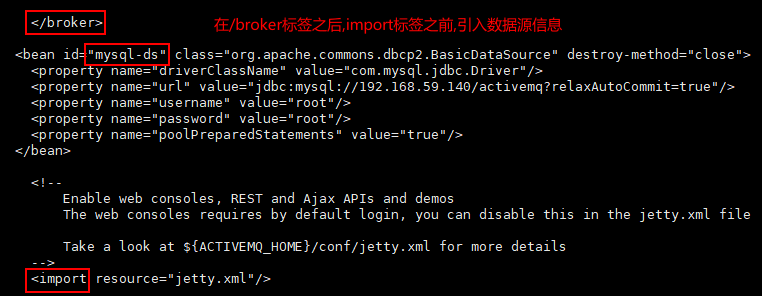 </broker>
在/broker标签之后,import标签之前,引入数据源信息
<bean id="mysql-ds" class="org.apache.commons.dbcp2.BasicDataSource" destroy-method="close">
<property name="driverClassName" value="com.mysql.jdbc.Driver"/>
<property name="url" value="jdbc:mysql://192.168.59.140/activemq?relaxAutoCommit=true"/>
<property name="username" value="root"/>
<property name="password" value="root"/>
<property name="poolPreparedStatements" value="true"/>
</bean>
<!--
Enable web consoles, REST and Ajax APIs and demos
The web consoles requires by default login, you can disable this in the jetty.xml file
Take a look at ${ACTIVEMQ_HOME}/conf/jetty.xml for more details
-->
<import resource="jetty.xml"/>